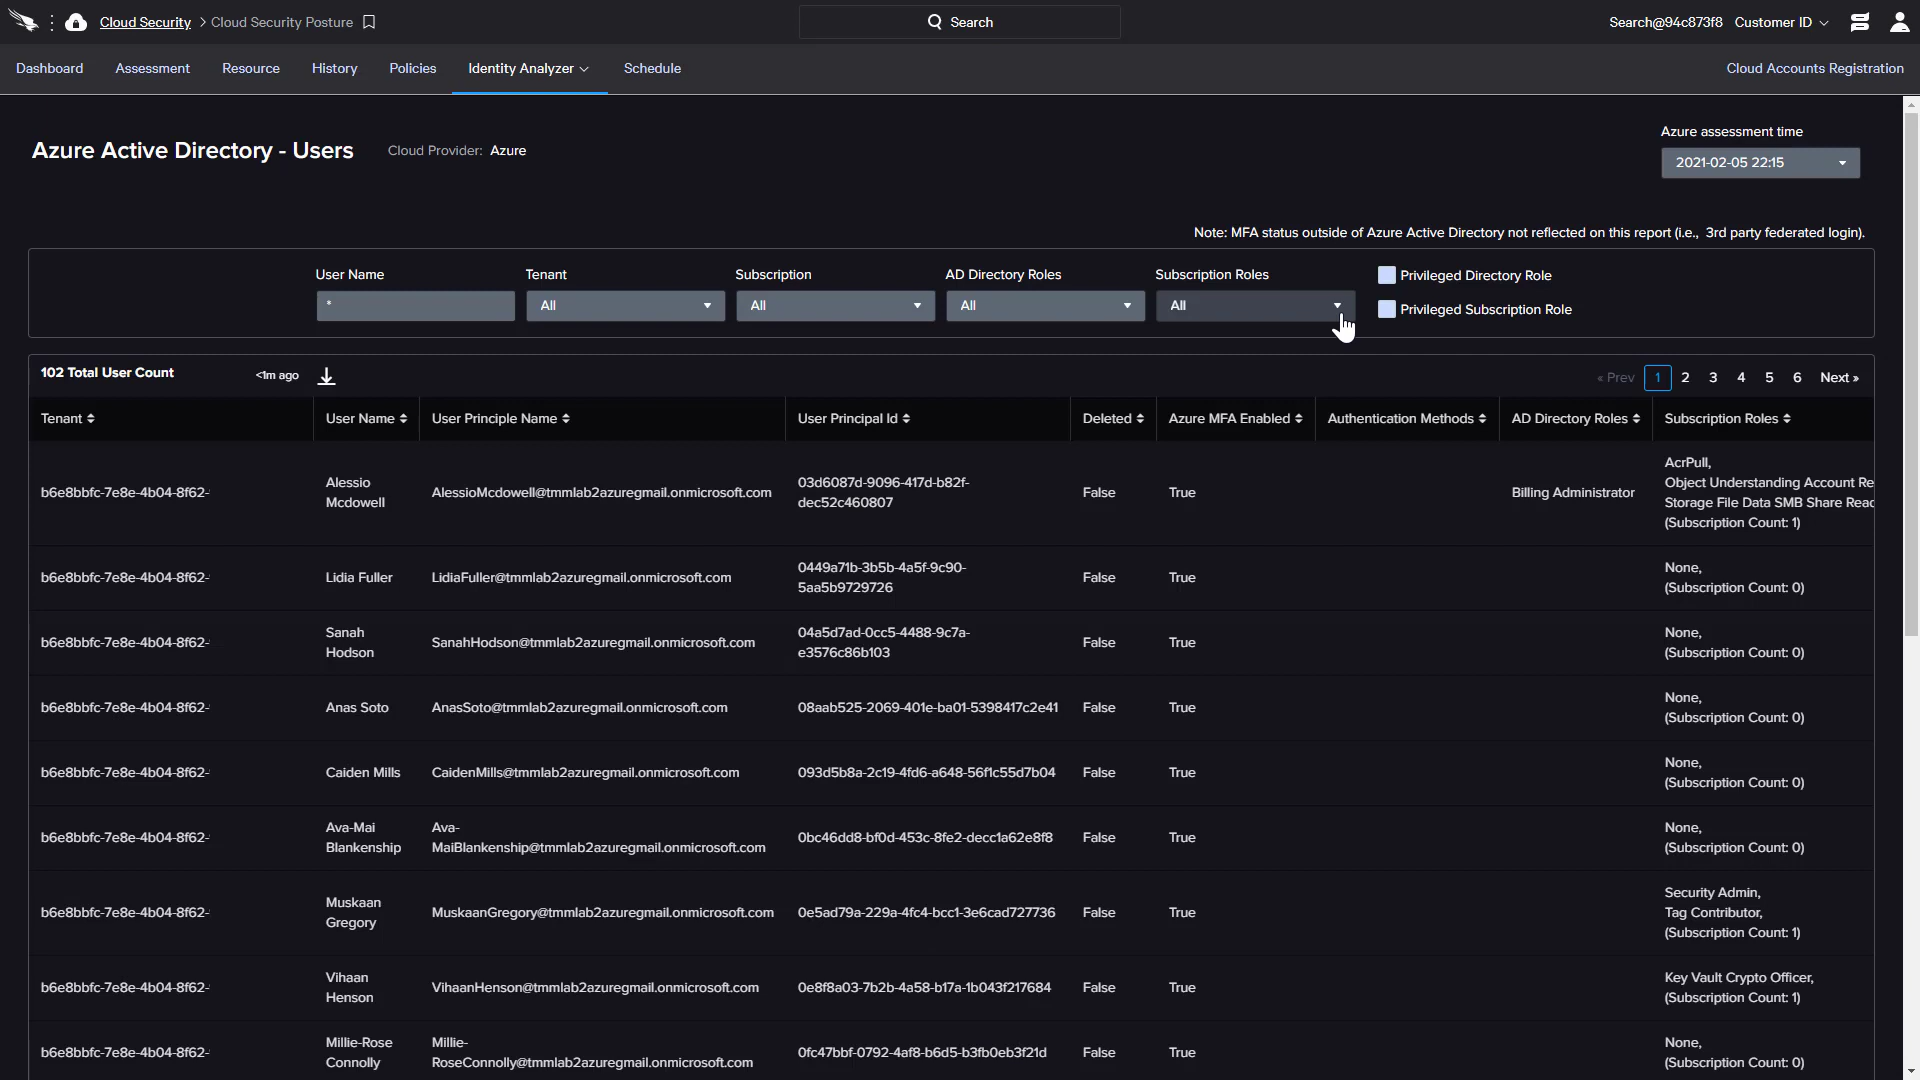 Cloud Security > Cloud Security Posture
Search
Search@94c873f8 Customer ID
Dashboard Assessment Resource History Policies Identity Analyzer Schedule Cloud Accounts Registration
Azure Active Directory - Users Cloud Provider: Azure
Azure assessment time
2021-02-05 22:15
Note: MFA status outside of Azure Active Directory not reflected on this report (i.e., 3rd party federated login).
User Name Tenant Subscription AD Directory Roles Subscription Roles Privileged Directory Role
* All All All All Privileged Subscription Role
102 Total User Count <1m ago « Prev 1 2 3 4 5 6 Next »
Tenant User Name User Principle Name User Principal Id Deleted Azure MFA Enabled Authentication Methods AD Directory Roles Subscription Roles
b6e8bbfc-7e8e-4b04-8f62-
Alessio
Mcdowell
AlessioMcdowell@tmmlab2azuregmail.onmicrosoft.com
03d6087d-9096-417d-b82f-
dec52c460807
False True Billing Administrator
AcrPull,
Object Understanding Account Re
Storage File Data SMB Share Read
(Subscription Count: 1)
b6e8bbfc-7e8e-4b04-8f62-
Lidia Fuller
LidiaFuller@tmmlab2azuregmail.onmicrosoft.com
0449a71b-3b5b-4a5f-9c90-
5aa5b9729726
False True
None,
(Subscription Count: 0)
b6e8bbfc-7e8e-4b04-8f62-
Sanah
Hodson
SanahHodson@tmmlab2azuregmail.onmicrosoft.com
04a5d7ad-0cc5-4488-9c7a-
e3576c86b103
False True
None,
(Subscription Count: 0)
b6e8bbfc-7e8e-4b04-8f62-
Anas Soto
AnasSoto@tmmlab2azuregmail.onmicrosoft.com
08aab525-2069-401e-ba01-5398417c2e41
False True
None,
(Subscription Count: 0)
b6e8bbfc-7e8e-4b04-8f62-
Caiden Mills
CaidenMills@tmmlab2azuregmail.onmicrosoft.com
093d5b8a-2c19-4fd6-a648-56f1c55d7b04
False True
None,
(Subscription Count: 0)
b6e8bbfc-7e8e-4b04-8f62-
Ava-Mai
Blankenship
Ava-
MaiBlankenship@tmmlab2azuregmail.onmicrosoft.com
0bc46dd8-bf0d-453c-8fe2-decc1a62e8f8
False True
None,
(Subscription Count: 0)
b6e8bbfc-7e8e-4b04-8f62-
Muskaan
Gregory
MuskaanGregory@tmmlab2azuregmail.onmicrosoft.com
0e5ad79a-229a-4fc4-bcc1-3e6cad727736
False True
Security Admin,
Tag Contributor,
(Subscription Count: 1)
b6e8bbfc-7e8e-4b04-8f62-
Vihaan
Henson
VihaanHenson@tmmlab2azuregmail.onmicrosoft.com
0e8f8a03-7b2b-4a58-b17a-1b043f217684
False True
Key Vault Crypto Officer,
(Subscription Count: 1)
b6e8bbfc-7e8e-4b04-8f62-
Millie-Rose
Connolly
Millie-
RoseConnolly@tmmlab2azuregmail.onmicrosoft.com
0fc47bbf-0792-4af8-b6d5-b3fb0eb3f21d
False True
None,
(Subscription Count: 0)